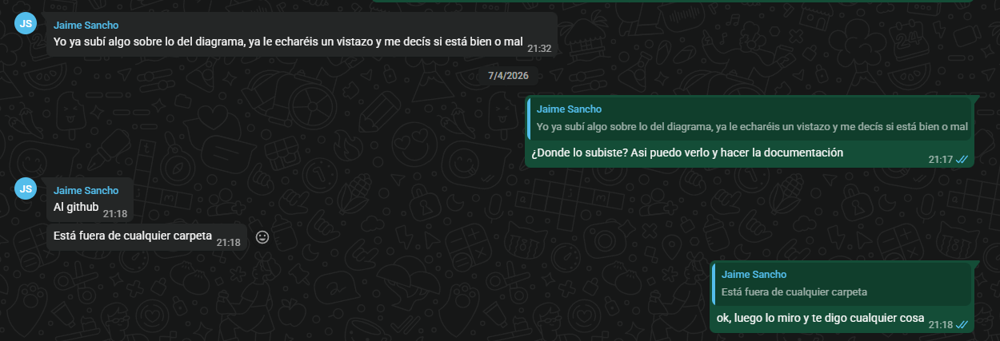 JS
Jaime Sancho
Yo ya subí algo sobre lo del diagrama, ya le echaréis un vistazo y me decís si está bien o mal 21:32
7/4/2026
Jaime Sancho
Yo ya subí algo sobre lo del diagrama, ya le echaréis un vistazo y me decís si está bien o mal
¿Donde lo subiste? Asi puedo verlo y hacer la documentación 21:17
JS
Jaime Sancho
Al github 21:18
Está fuera de cualquier carpeta 21:18
Jaime Sancho
Está fuera de cualquier carpeta
ok, luego lo miro y te digo cualquier cosa 21:18